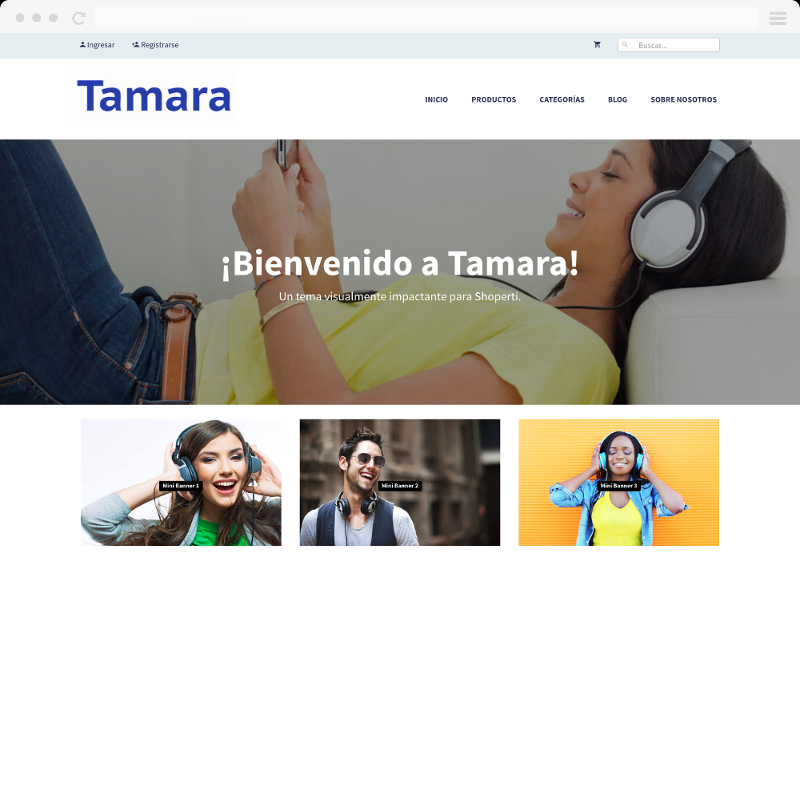 Ingresar Registrarse Buscar...
Tamara
INICIO PRODUCTOS CATEGORÍAS BLOG SOBRE NOSOTROS
¡Bienvenido a Tamara!
Un tema visualmente impactante para Shoperti.
Mini Banner 1 Mini Banner 2 Mini Banner 3